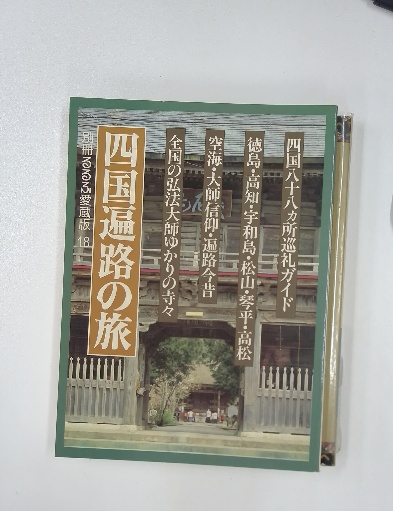 四国八十八ヵ所巡礼ガイド
徳島・高知・宇和島・松山・琴平・高松
空海・大師信仰・遍路今昔
全国の弘法大師ゆかりの寺々
四国遍路の旅
別冊るるぶ愛蔵版 18